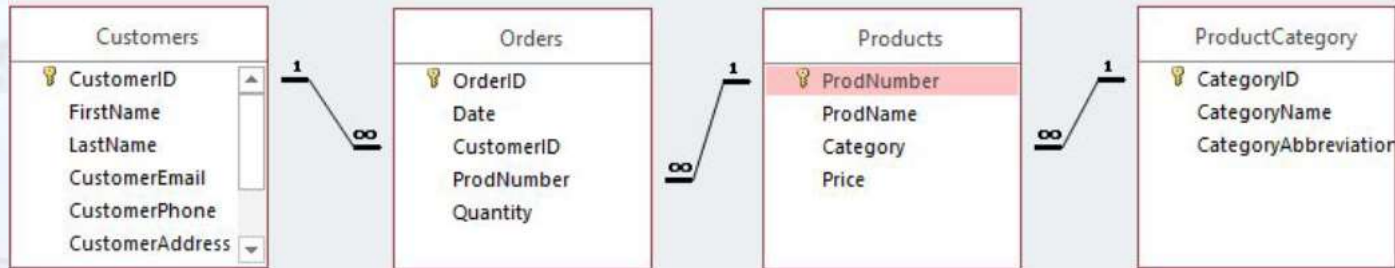 Customers
CustomerID
FirstName
LastName
CustomerEmail
CustomerPhone
CustomerAddress
1
∞
Orders
OrderID
Date
CustomerID
ProdNumber
Quantity
1
∞
Products
ProdNumber
ProdName
Category
Price
1
∞
ProductCategory
CategoryID
CategoryName
CategoryAbbreviation